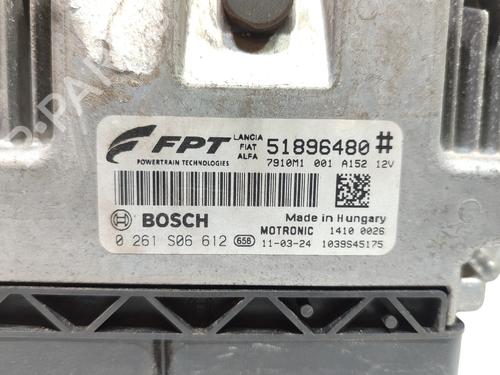 FPT
POWERTRAIN TECHNOLOGIES
LANCIA
FIAT
ALFA
51896480 #
7910M1 001 A152 12V
BOSCH
Made in Hungary
0 261 S06 612 656
MOTRONIC 1410 0026
11-03-24 1039S45175